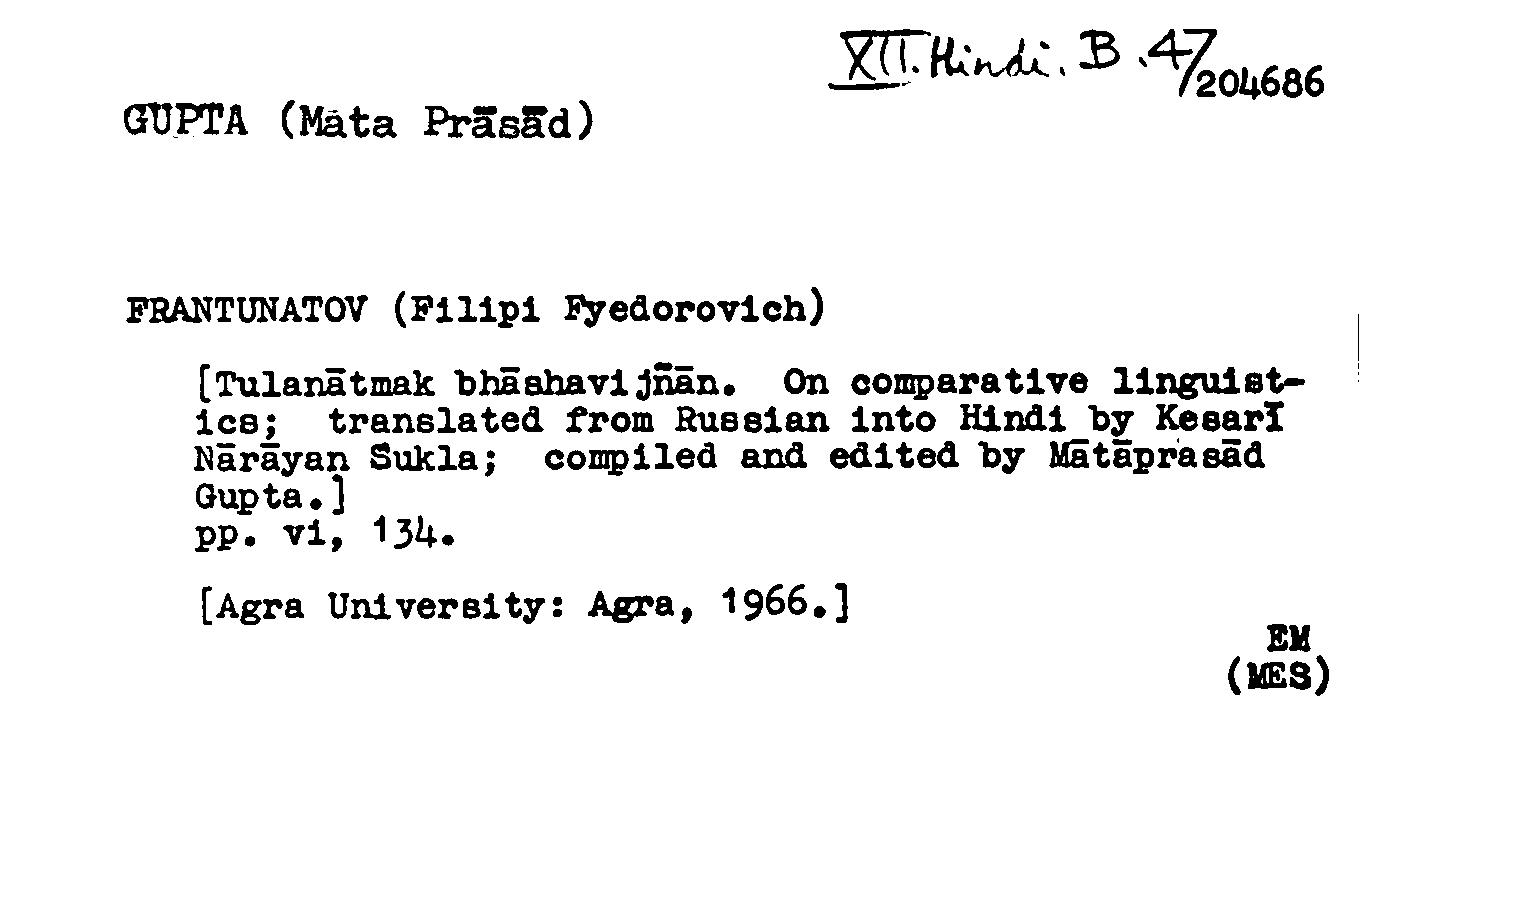 XII. Hindi. B. 47/204686
GUPTA (Māta Prāsād)
FRANTUNATOV (Filipi Fyedorovich)
[Tulanātmak bhāshavijñān. On comparative linguist-
ics; translated from Russian into Hindi by Kesarī
Nārāyan Sukla; compiled and edited by Mātāprasād
Gupta.]
pp. vi, 134.
[Agra University: Agra, 1966.]
EM
(MES)